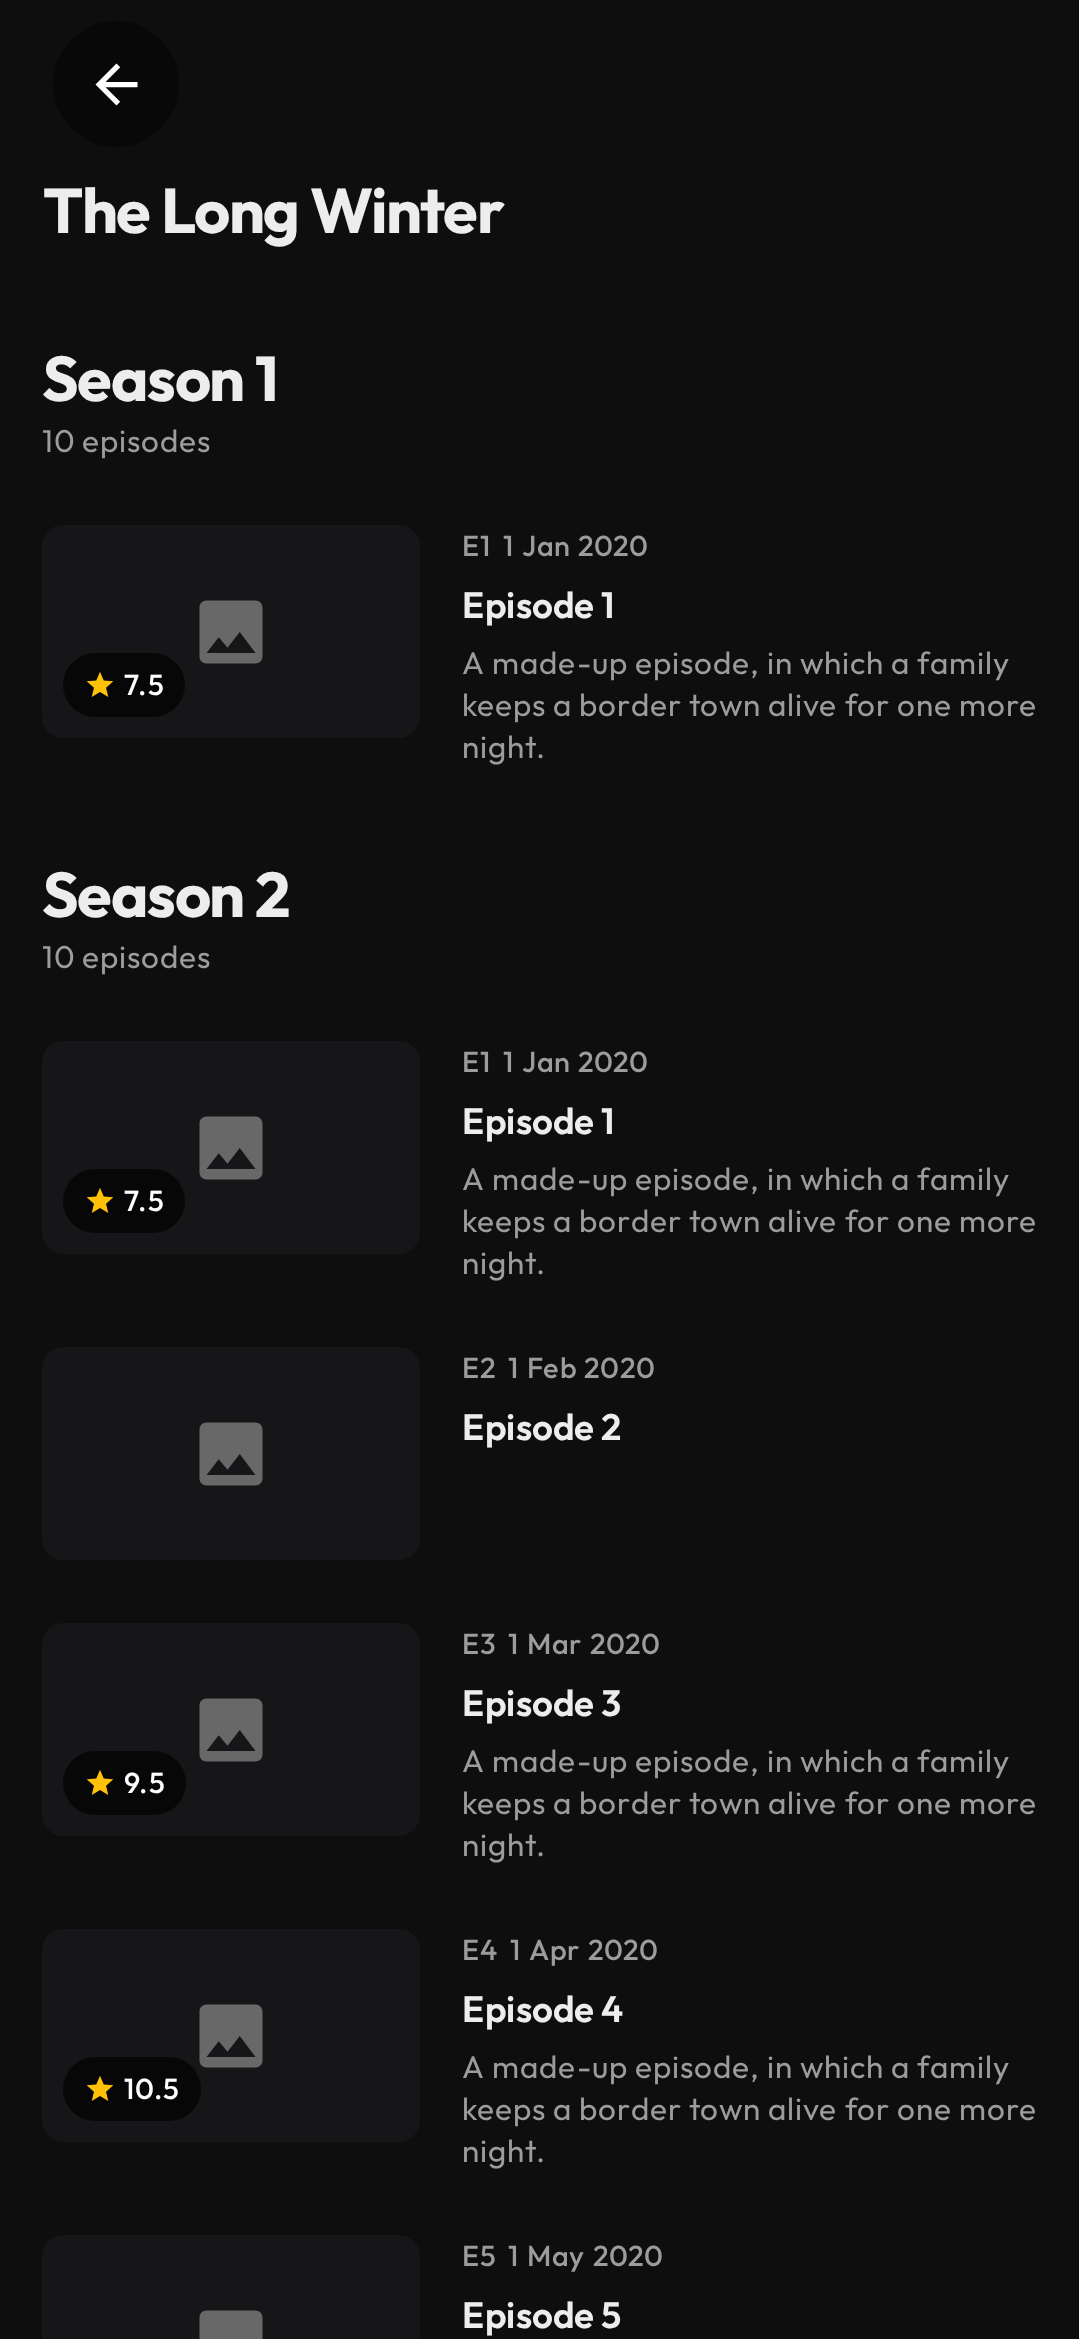 The Long Winter
Season 1
10 episodes
E1 1 Jan 2020
Episode 1
A made-up episode, in which a family
keeps a border town alive for one more
night.
7.5
Season 2
10 episodes
E1 1 Jan 2020
Episode 1
A made-up episode, in which a family
keeps a border town alive for one more
night.
7.5
E2 1 Feb 2020
Episode 2
E3 1 Mar 2020
Episode 3
A made-up episode, in which a family
keeps a border town alive for one more
night.
9.5
E4 1 Apr 2020
Episode 4
A made-up episode, in which a family
keeps a border town alive for one more
night.
10.5
E5 1 May 2020
Episode 5